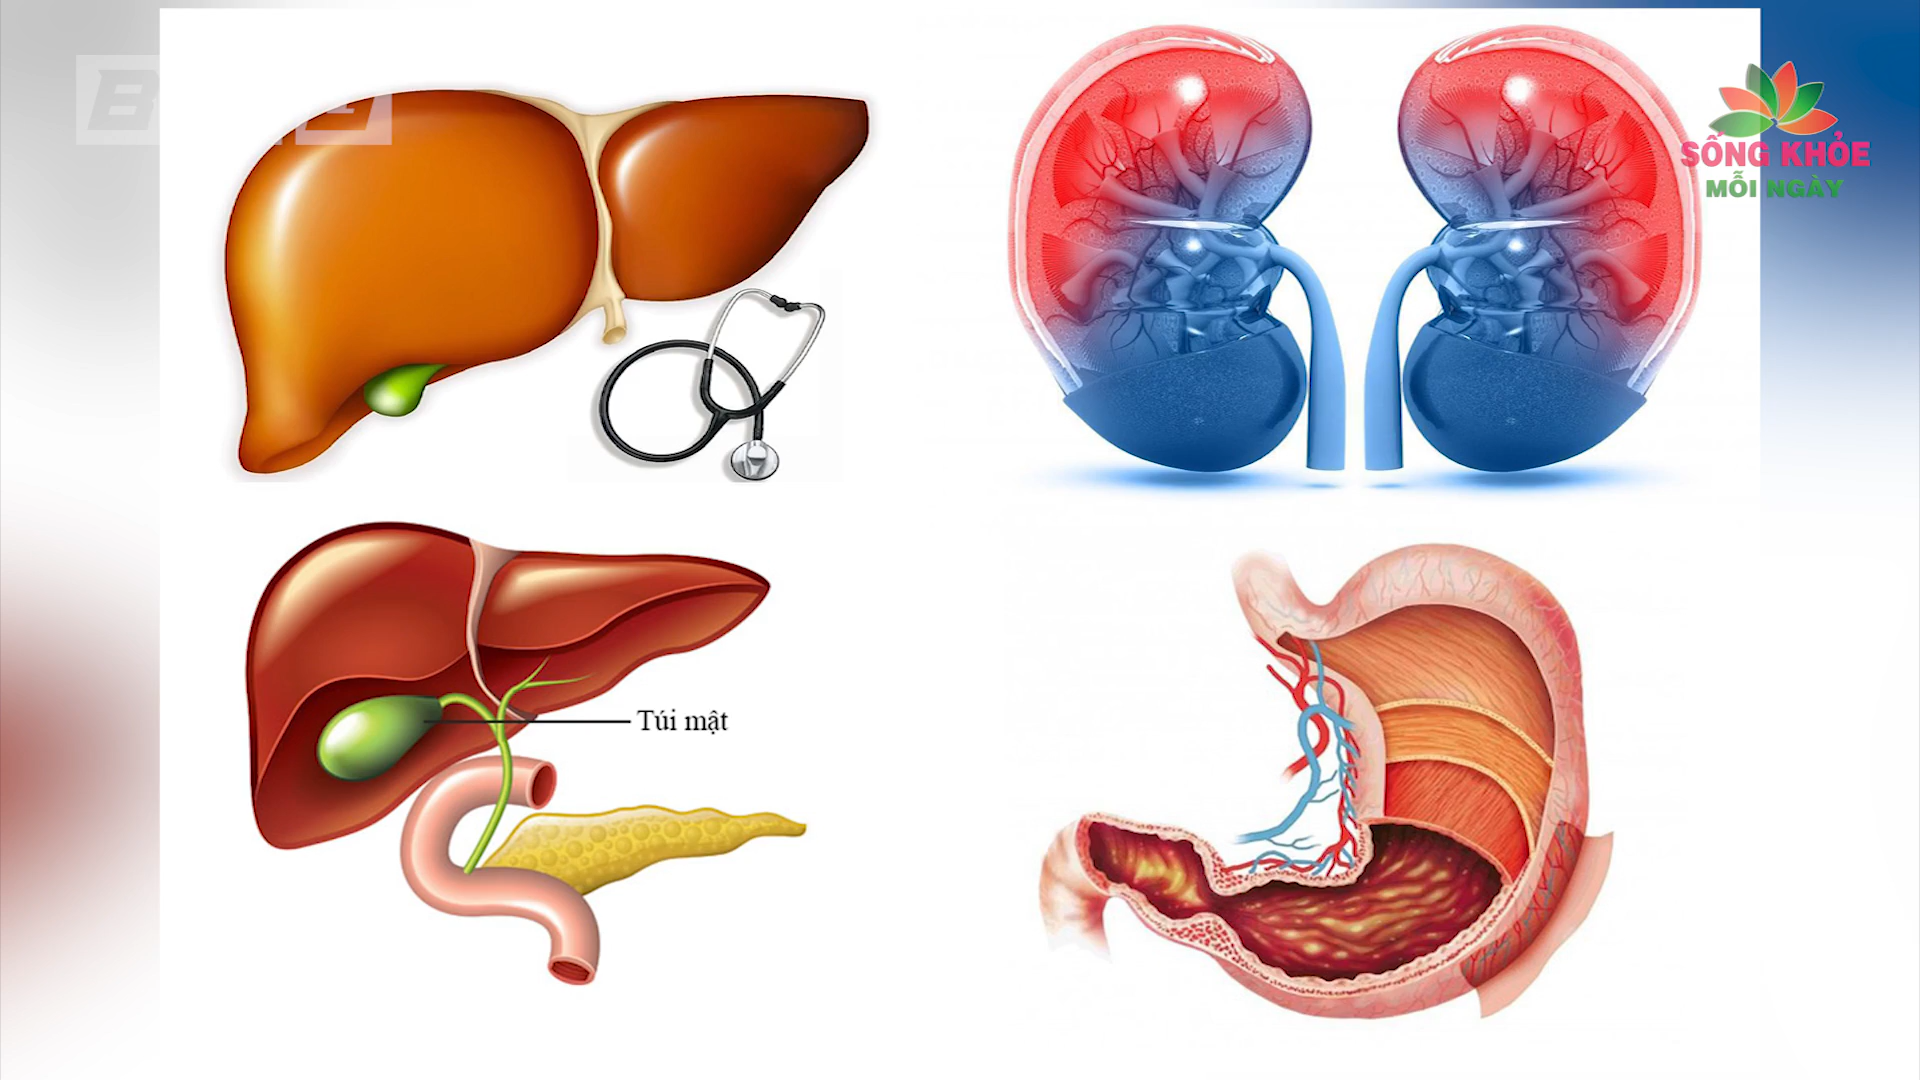 SỐNG KHỎE
MỖI NGÀY
Túi mật